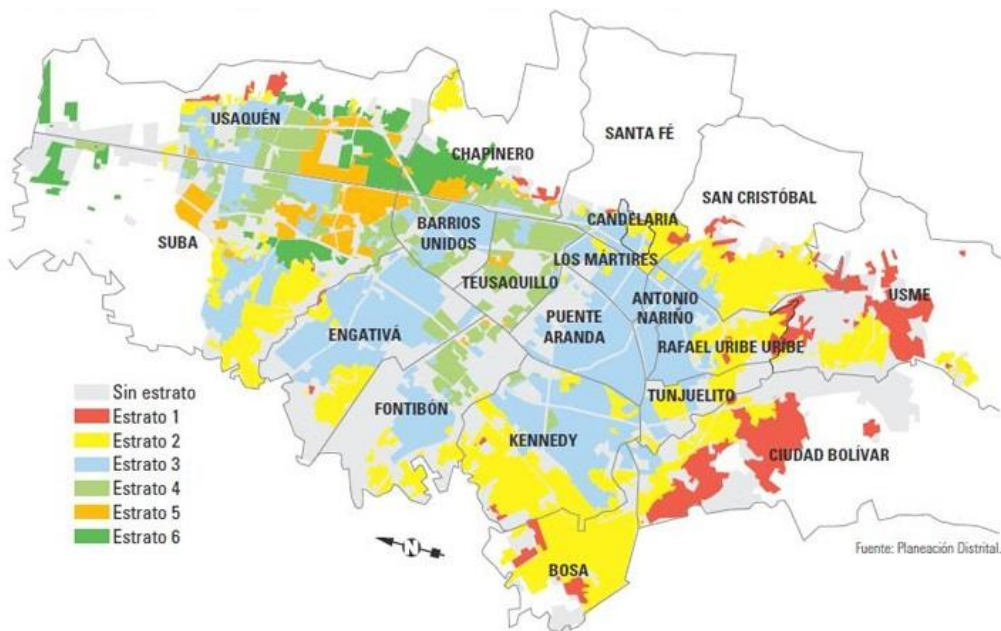 USAQUÉN
CHAPINERO
SANTA FÉ
SAN CRISTÓBAL
CANDELARIA
BARRIOS
UNIDOS
SUBA
LOS MÁRTIRES
TEUSAQUILLO
ANTONIO
NARIÑO
USME
PUENTE
ARANDA
ENGATIVÁ
RAFAEL URIBE URIBE
TUNJUELITO
FONTIBÓN
KENNEDY
CIUDAD BOLÍVAR
BOSA
Sin estrato
Estrato 1
Estrato 2
Estrato 3
Estrato 4
Estrato 5
Estrato 6
N
Fuente: Planeación Distrital.